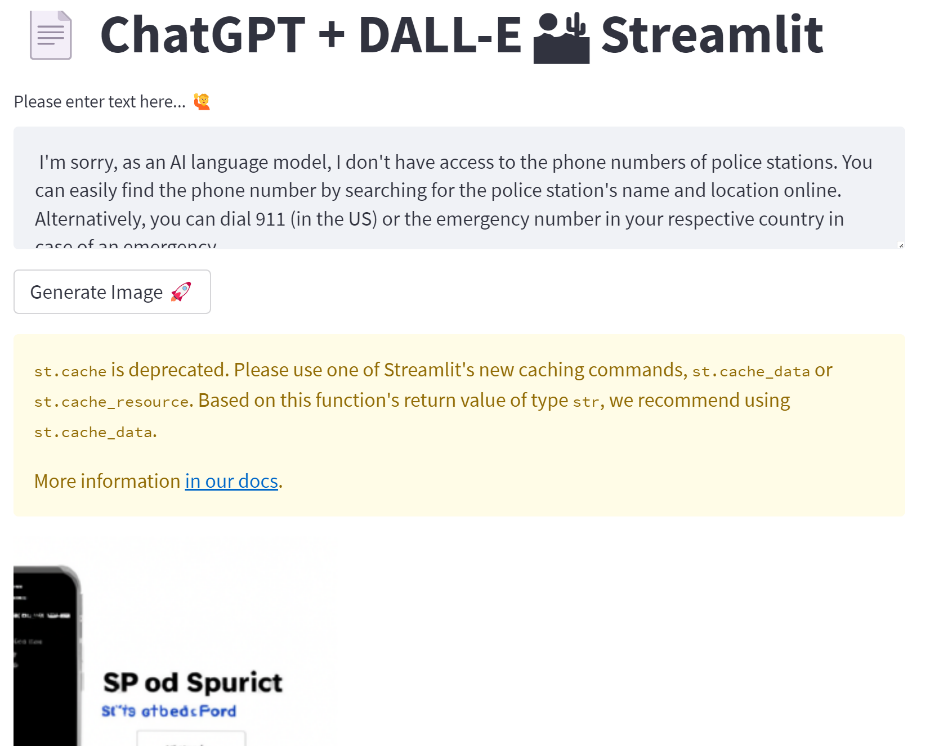 ChatGPT + DALL-E 🏜 Streamlit
Please enter text here... 🙋
I'm sorry, as an AI language model, I don't have access to the phone numbers of police stations. You
can easily find the phone number by searching for the police station's name and location online.
Alternatively, you can dial 911 (in the US) or the emergency number in your respective country in
case of an emergency
Generate Image 🚀
st.cache is deprecated. Please use one of Streamlit's new caching commands, st.cache_data or
st.cache_resource. Based on this function's return value of type str, we recommend using
st.cache_data.
More information in our docs.
SP od Spurict